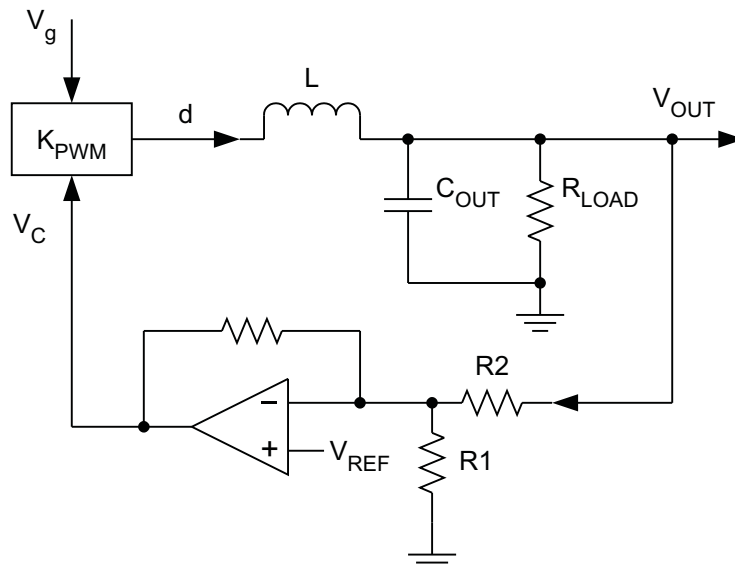 V_g
L
V_OUT
d
K_PWM
C_OUT
R_LOAD
V_C
R2
−
+
V_REF
R1